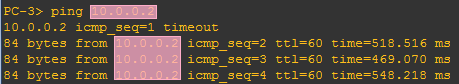 PC-3> ping 10.0.0.2
10.0.0.2 icmp_seq=1 timeout
84 bytes from 10.0.0.2 icmp_seq=2 ttl=60 time=518.516 ms
84 bytes from 10.0.0.2 icmp_seq=3 ttl=60 time=469.070 ms
84 bytes from 10.0.0.2 icmp_seq=4 ttl=60 time=548.218 ms